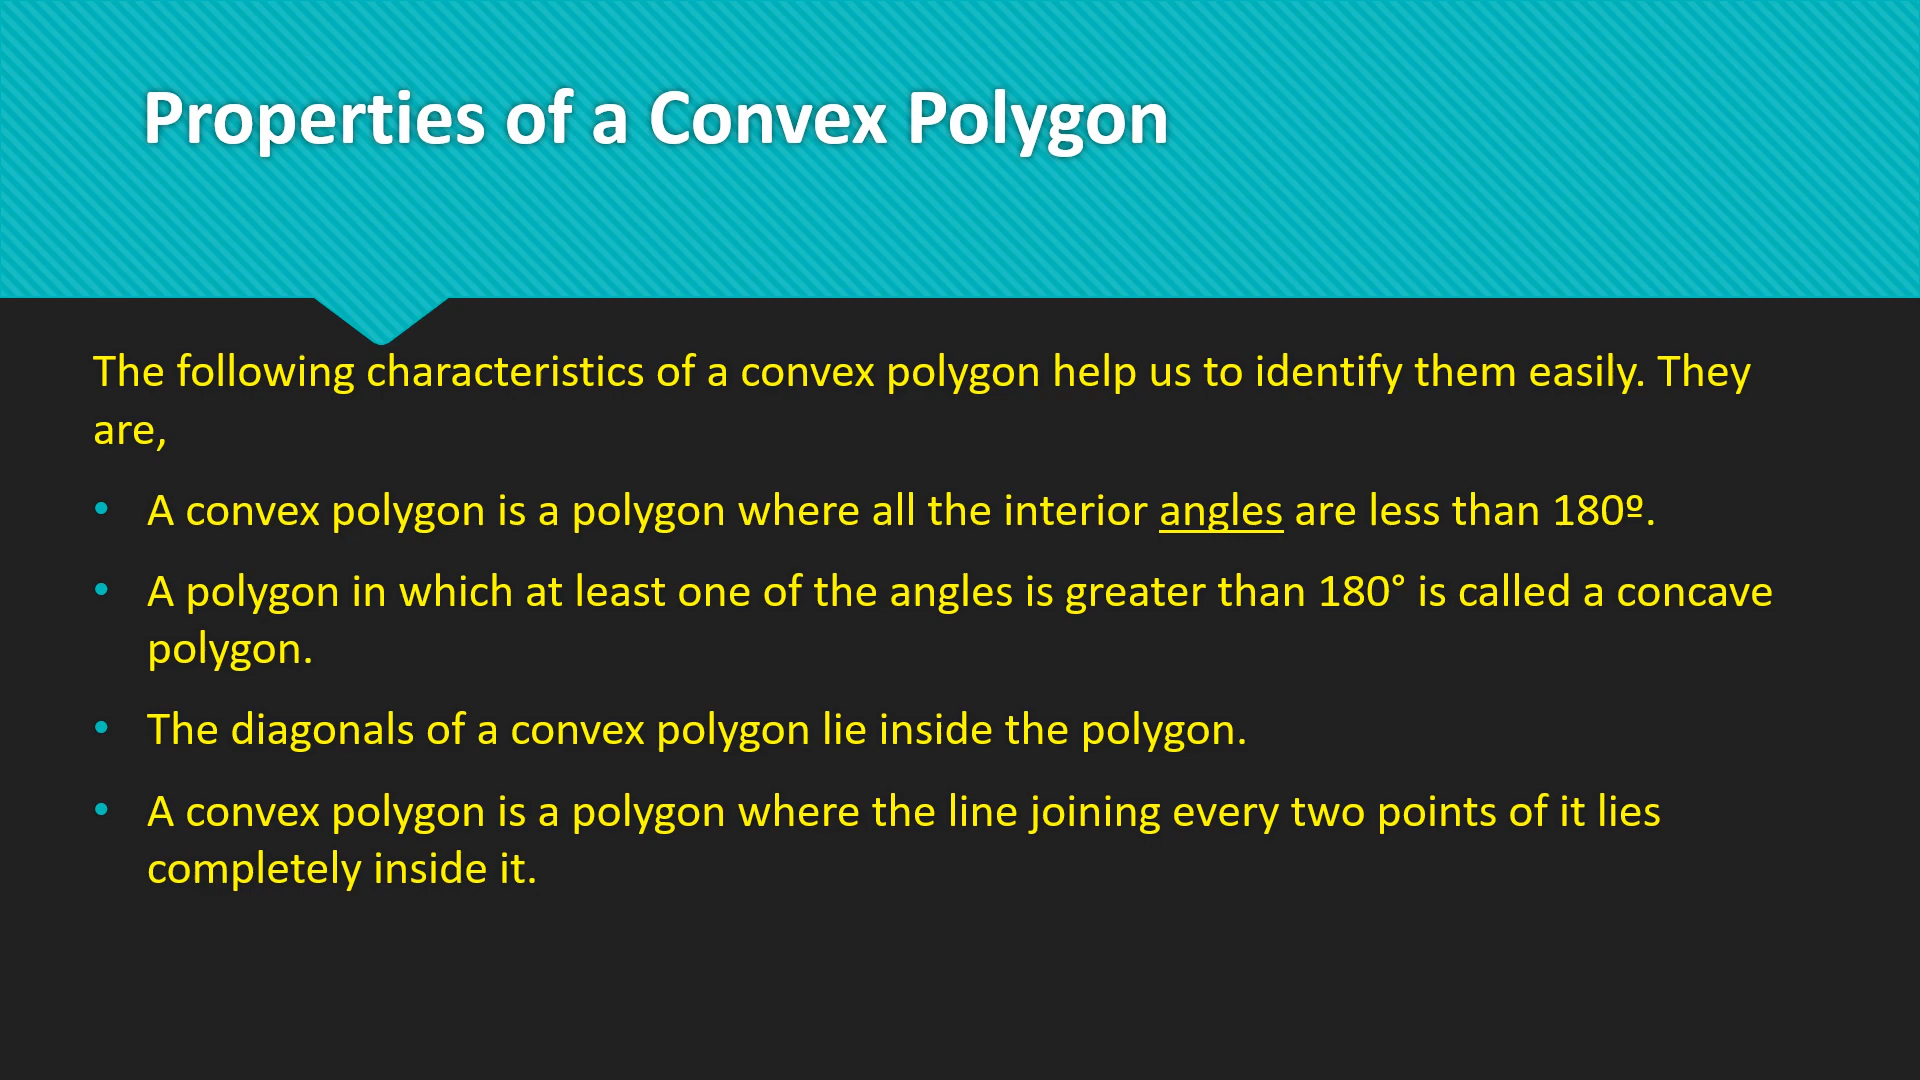 Properties of a Convex Polygon
The following characteristics of a convex polygon help us to identify them easily. They
are,
• A convex polygon is a polygon where all the interior angles are less than 180º.
• A polygon in which at least one of the angles is greater than 180° is called a concave
polygon.
• The diagonals of a convex polygon lie inside the polygon.
• A convex polygon is a polygon where the line joining every two points of it lies
completely inside it.